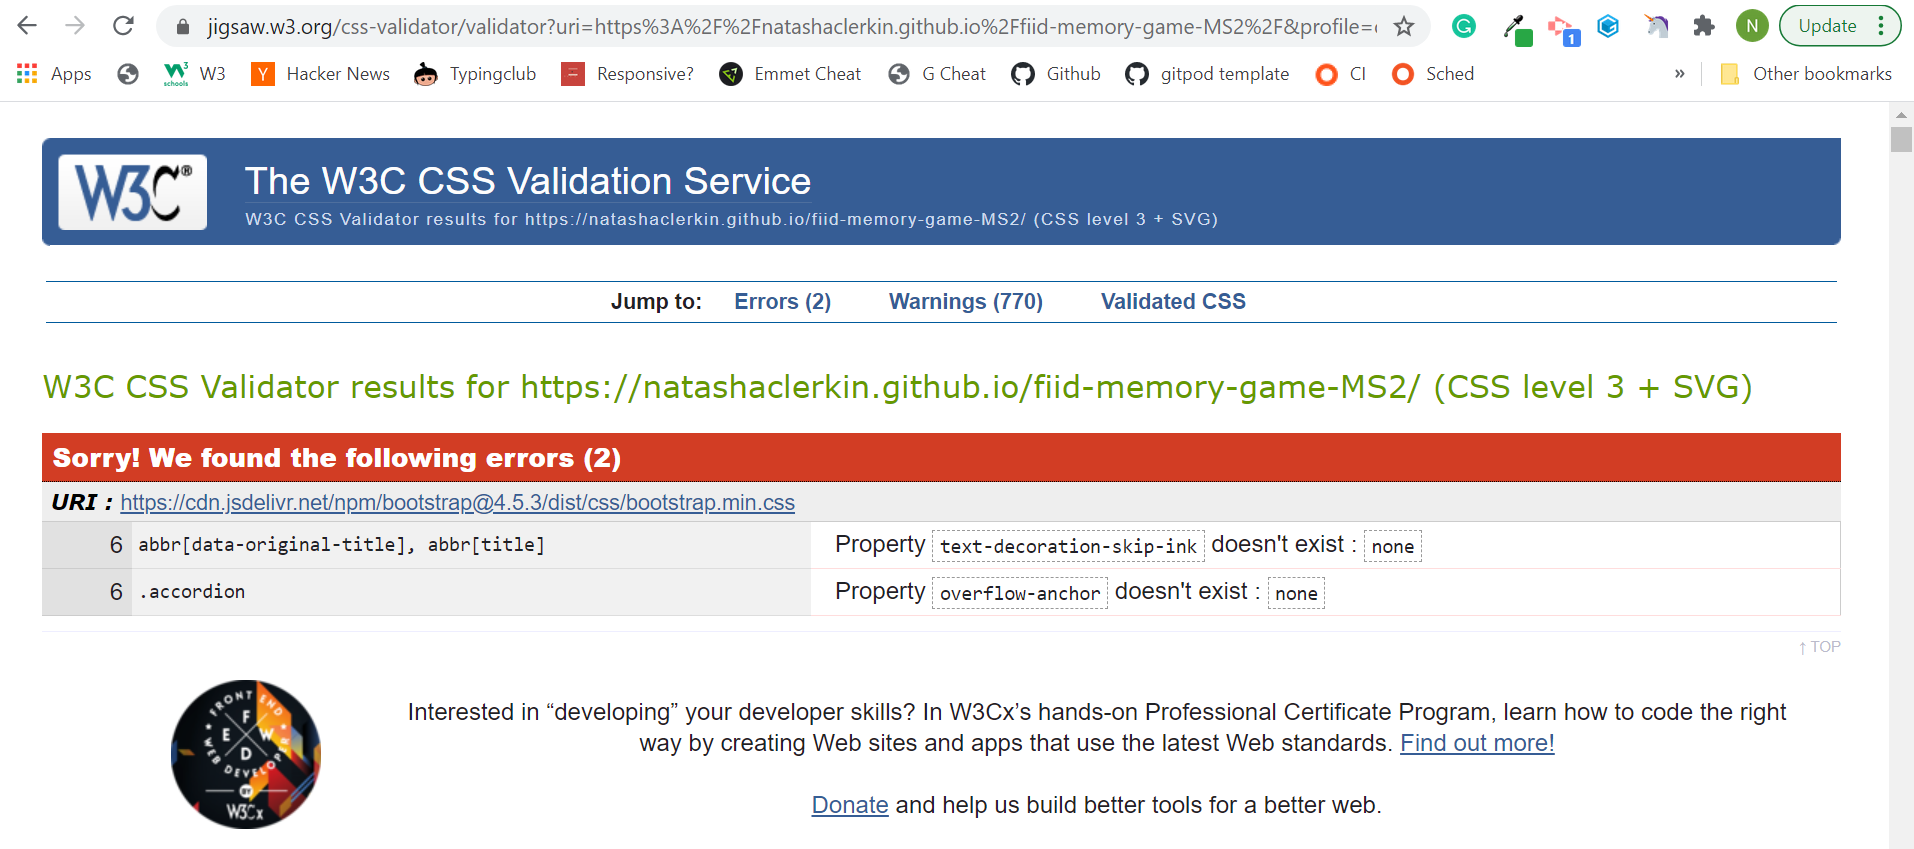 jigsaw.w3.org/css-validator/validator?uri=https%3A%2F%2Fnatashaclerkin.github.io%2Ffiid-memory-game-MS2%2F&profile=c
1
N
Update
Apps
W3 schools W3
Y Hacker News
Typingclub
Responsive?
Emmet Cheat
G Cheat
Github
gitpod template
CI
Sched
»
Other bookmarks
W3C®
The W3C CSS Validation Service
W3C CSS Validator results for https://natashaclerkin.github.io/fiid-memory-game-MS2/ (CSS level 3 + SVG)
Jump to: Errors (2) Warnings (770) Validated CSS
W3C CSS Validator results for https://natashaclerkin.github.io/fiid-memory-game-MS2/ (CSS level 3 + SVG)
Sorry! We found the following errors (2)
URI : https://cdn.jsdelivr.net/npm/bootstrap@4.5.3/dist/css/bootstrap.min.css
6 abbr[data-original-title], abbr[title] Property text-decoration-skip-ink doesn't exist : none
6 .accordion Property overflow-anchor doesn't exist : none
↑ TOP
FRONT END
F E W D
WEB DEVELOPER
BY
W3Cx
Interested in “developing” your developer skills? In W3Cx’s hands-on Professional Certificate Program, learn how to code the right
way by creating Web sites and apps that use the latest Web standards. Find out more!
Donate and help us build better tools for a better web.